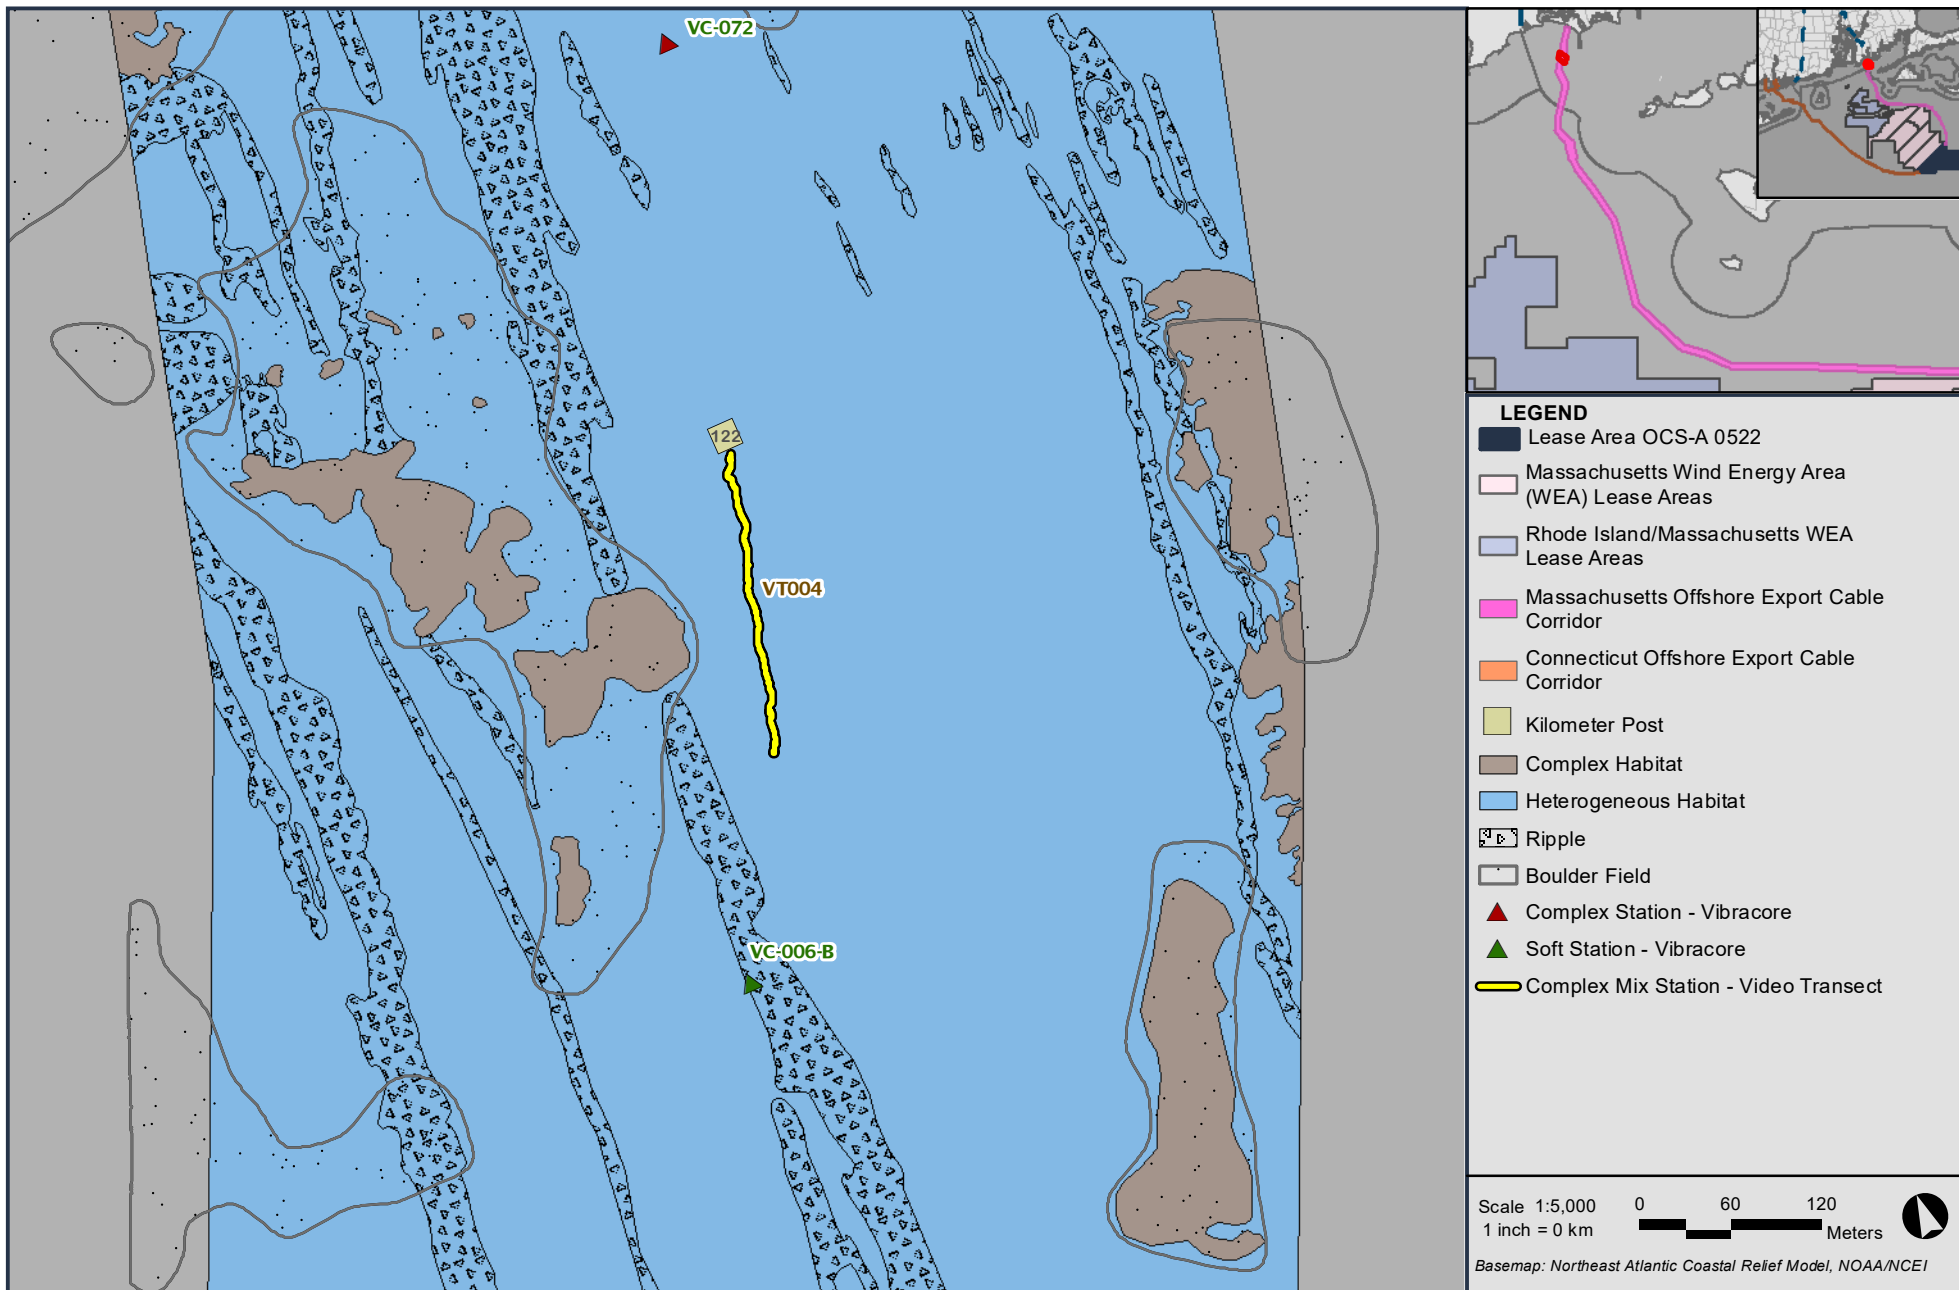 VC-072
122
VT004
VC-006-B
LEGEND
Lease Area OCS-A 0522
Massachusetts Wind Energy Area
(WEA) Lease Areas
Rhode Island/Massachusetts WEA
Lease Areas
Massachusetts Offshore Export Cable
Corridor
Connecticut Offshore Export Cable
Corridor
Kilometer Post
Complex Habitat
Heterogeneous Habitat
Ripple
Boulder Field
Complex Station - Vibracore
Soft Station - Vibracore
Complex Mix Station - Video Transect
Scale 1:5,000
1 inch = 0 km
0 60 120
Meters
Basemap: Northeast Atlantic Coastal Relief Model, NOAA/NCEI